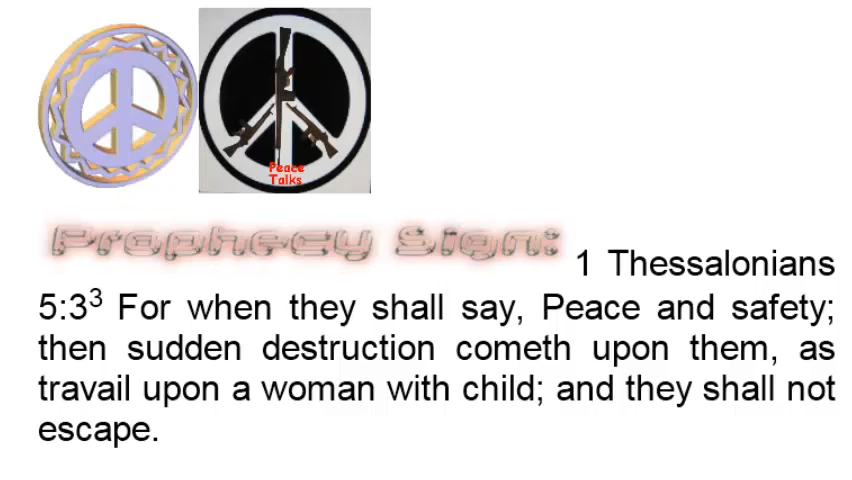 Peace
Talks
Prophecy Sign: 1 Thessalonians
5:3³ For when they shall say, Peace and safety;
then sudden destruction cometh upon them, as
travail upon a woman with child; and they shall not
escape.